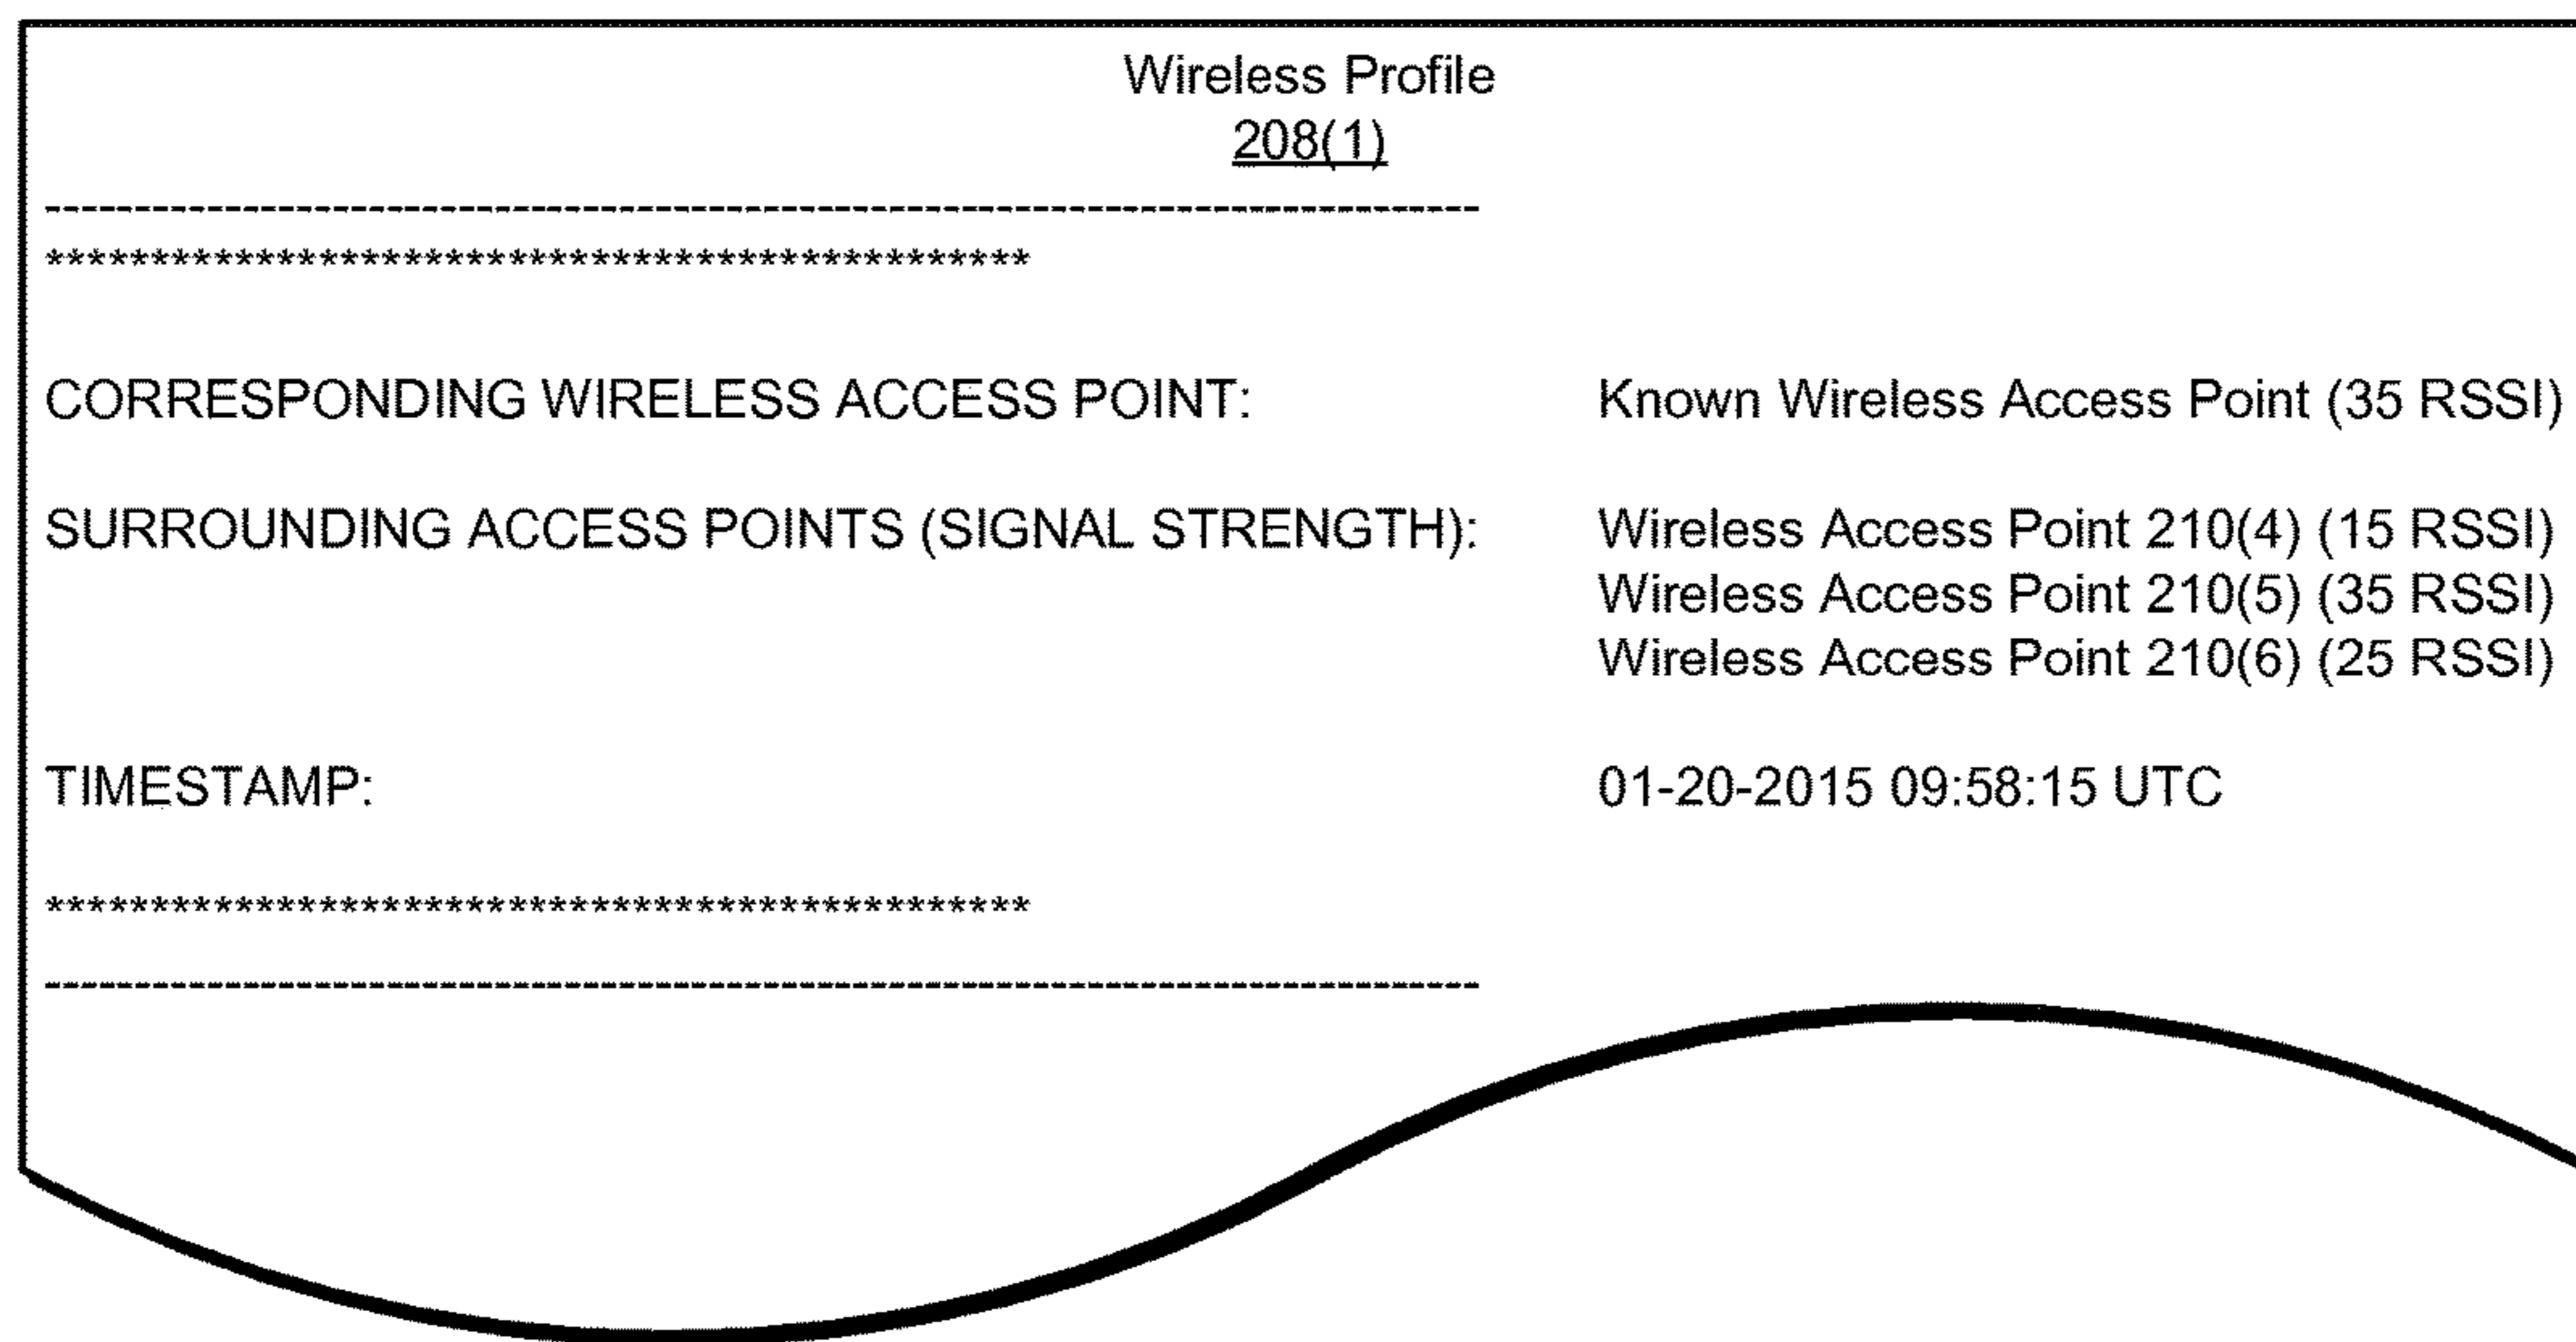 Wireless Profile
208(1)
--------------------------------------------------------------------------------
***********************************************
CORRESPONDING WIRELESS ACCESS POINT: Known Wireless Access Point (35 RSSI)
SURROUNDING ACCESS POINTS (SIGNAL STRENGTH): Wireless Access Point 210(4) (15 RSSI)
Wireless Access Point 210(5) (35 RSSI)
Wireless Access Point 210(6) (25 RSSI)
TIMESTAMP: 01-20-2015 09:58:15 UTC
***********************************************
--------------------------------------------------------------------------------